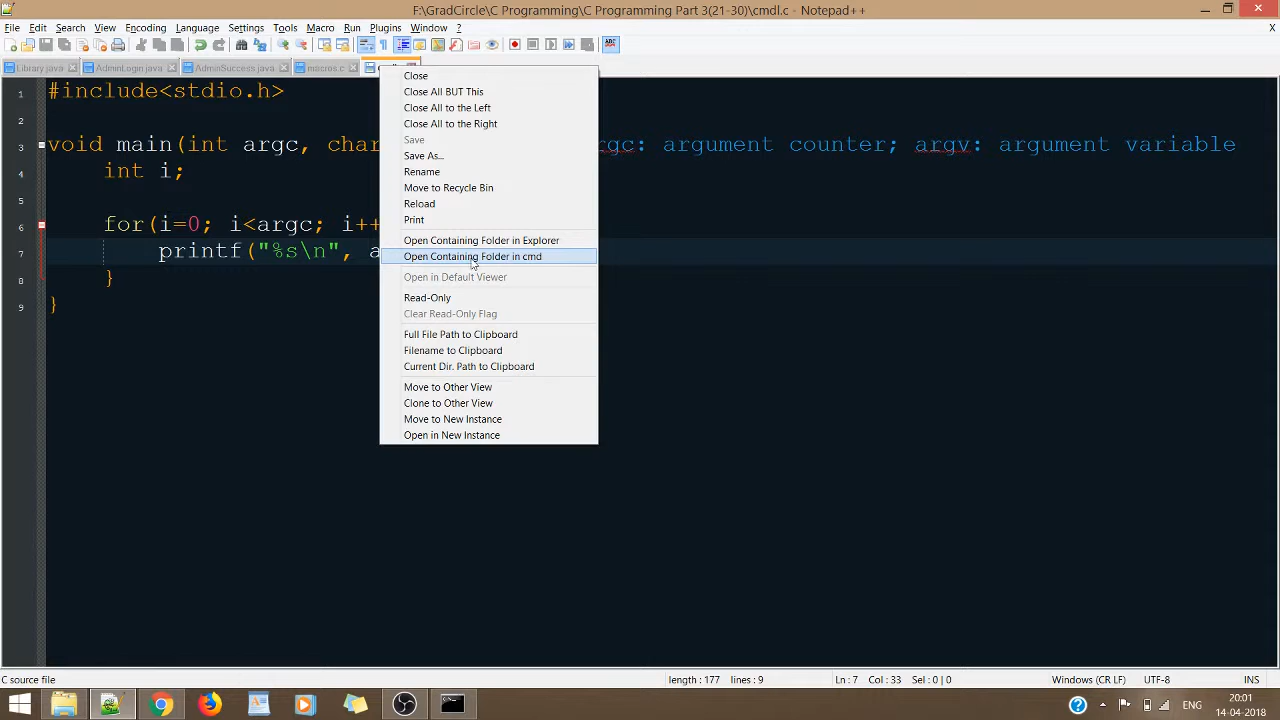 F:\GradCircle\C Programming\C Programming Part 3(21-30)\cmdl.c - Notepad++
File Edit Search View Encoding Language Settings Tools Macro Run Plugins Window ?
X
Library.java AdminLogin.java AdminSuccess.java macros.c
ABC
1 #include<stdio.h>
2
3 void main(int argc, char rgc: argument counter; argv: argument variable
4 int i;
5
6 for(i=0; i<argc; i++
7 printf("%s\n", a
8 }
9 }
Close
Close All BUT This
Close All to the Left
Close All to the Right
Save
Save As...
Rename
Move to Recycle Bin
Reload
Print
Open Containing Folder in Explorer
Open Containing Folder in cmd
Open in Default Viewer
Read-Only
Clear Read-Only Flag
Full File Path to Clipboard
Filename to Clipboard
Current Dir. Path to Clipboard
Move to Other View
Clone to Other View
Move to New Instance
Open in New Instance
C source file length : 177 lines : 9 Ln : 7 Col : 33 Sel : 0 | 0 Windows (CR LF) UTF-8 INS
20:01
14-04-2018